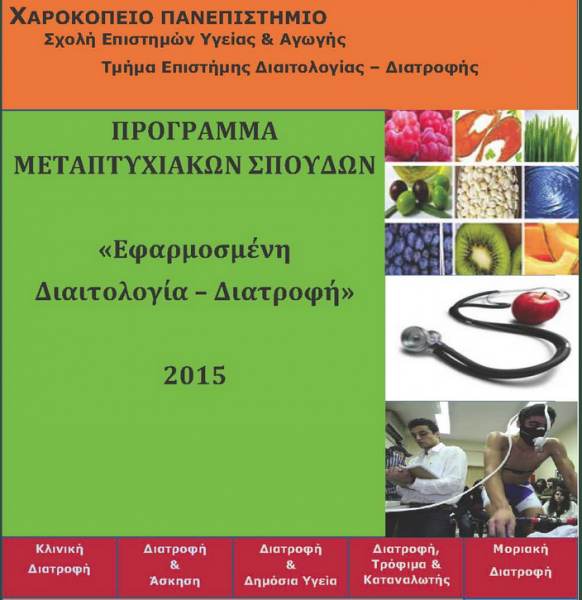 ΧΑΡΟΚΟΠΕΙΟ ΠΑΝΕΠΙΣΤΗΜΙΟ
Σχολή Επιστημών Υγείας & Αγωγής
Τμήμα Επιστήμης Διαιτολογίας – Διατροφής
ΠΡΟΓΡΑΜΜΑ
ΜΕΤΑΠΤΥΧΙΑΚΩΝ ΣΠΟΥΔΩΝ
«Εφαρμοσμένη
Διαιτολογία – Διατροφή»
2015
Κλινική
Διατροφή
Διατροφή
&
Άσκηση
Διατροφή
&
Δημόσια Υγεία
Διατροφή,
Τρόφιμα &
Καταναλωτής
Μοριακή
Διατροφή